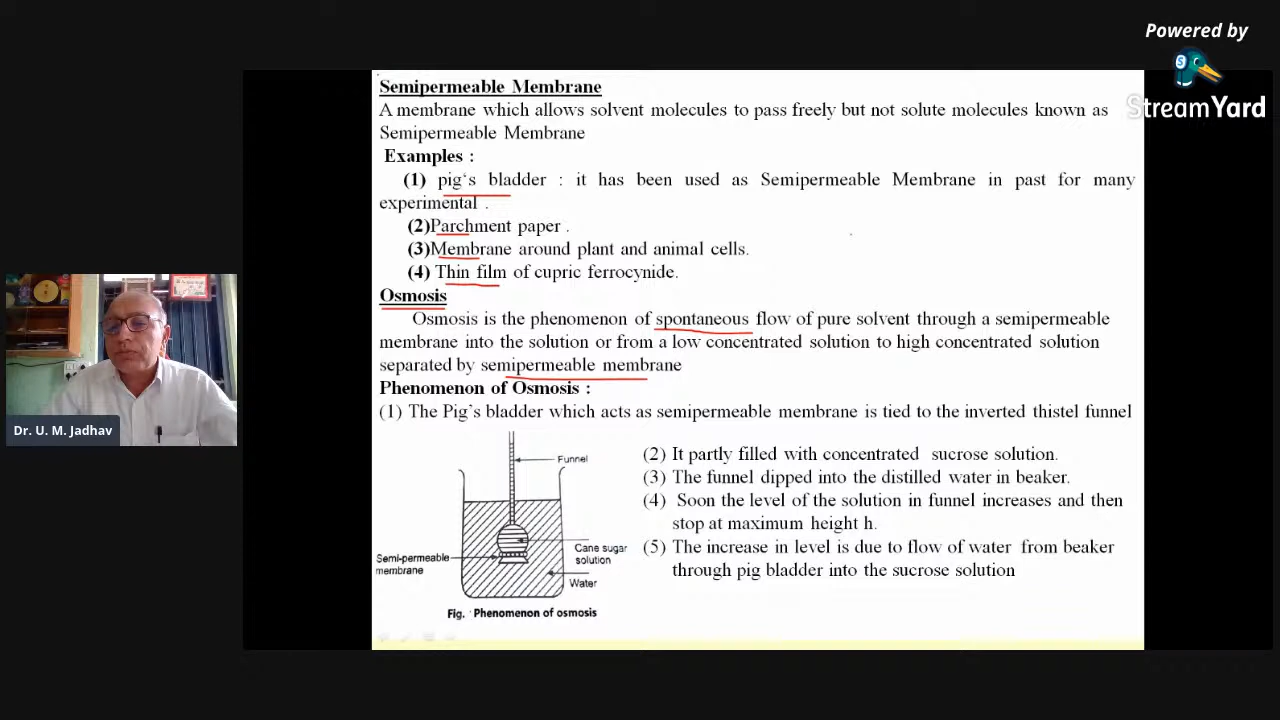 Powered by
StreamYard
Semipermeable Membrane
A membrane which allows solvent molecules to pass freely but not solute molecules known as
Semipermeable Membrane
Examples :
(1) pig‘s bladder : it has been used as Semipermeable Membrane in past for many
experimental .
(2)Parchment paper .
(3)Membrane around plant and animal cells.
(4) Thin film of cupric ferrocynide.
Osmosis
Osmosis is the phenomenon of spontaneous flow of pure solvent through a semipermeable
membrane into the solution or from a low concentrated solution to high concentrated solution
separated by semipermeable membrane
Phenomenon of Osmosis :
(1) The Pig’s bladder which acts as semipermeable membrane is tied to the inverted thistel funnel
Funnel
Cane sugar
solution
Semi-permeable
membrane
Water
Fig. · Phenomenon of osmosis
(2) It partly filled with concentrated sucrose solution.
(3) The funnel dipped into the distilled water in beaker.
(4) Soon the level of the solution in funnel increases and then
stop at maximum height h.
(5) The increase in level is due to flow of water from beaker
through pig bladder into the sucrose solution
Dr. U. M. Jadhav